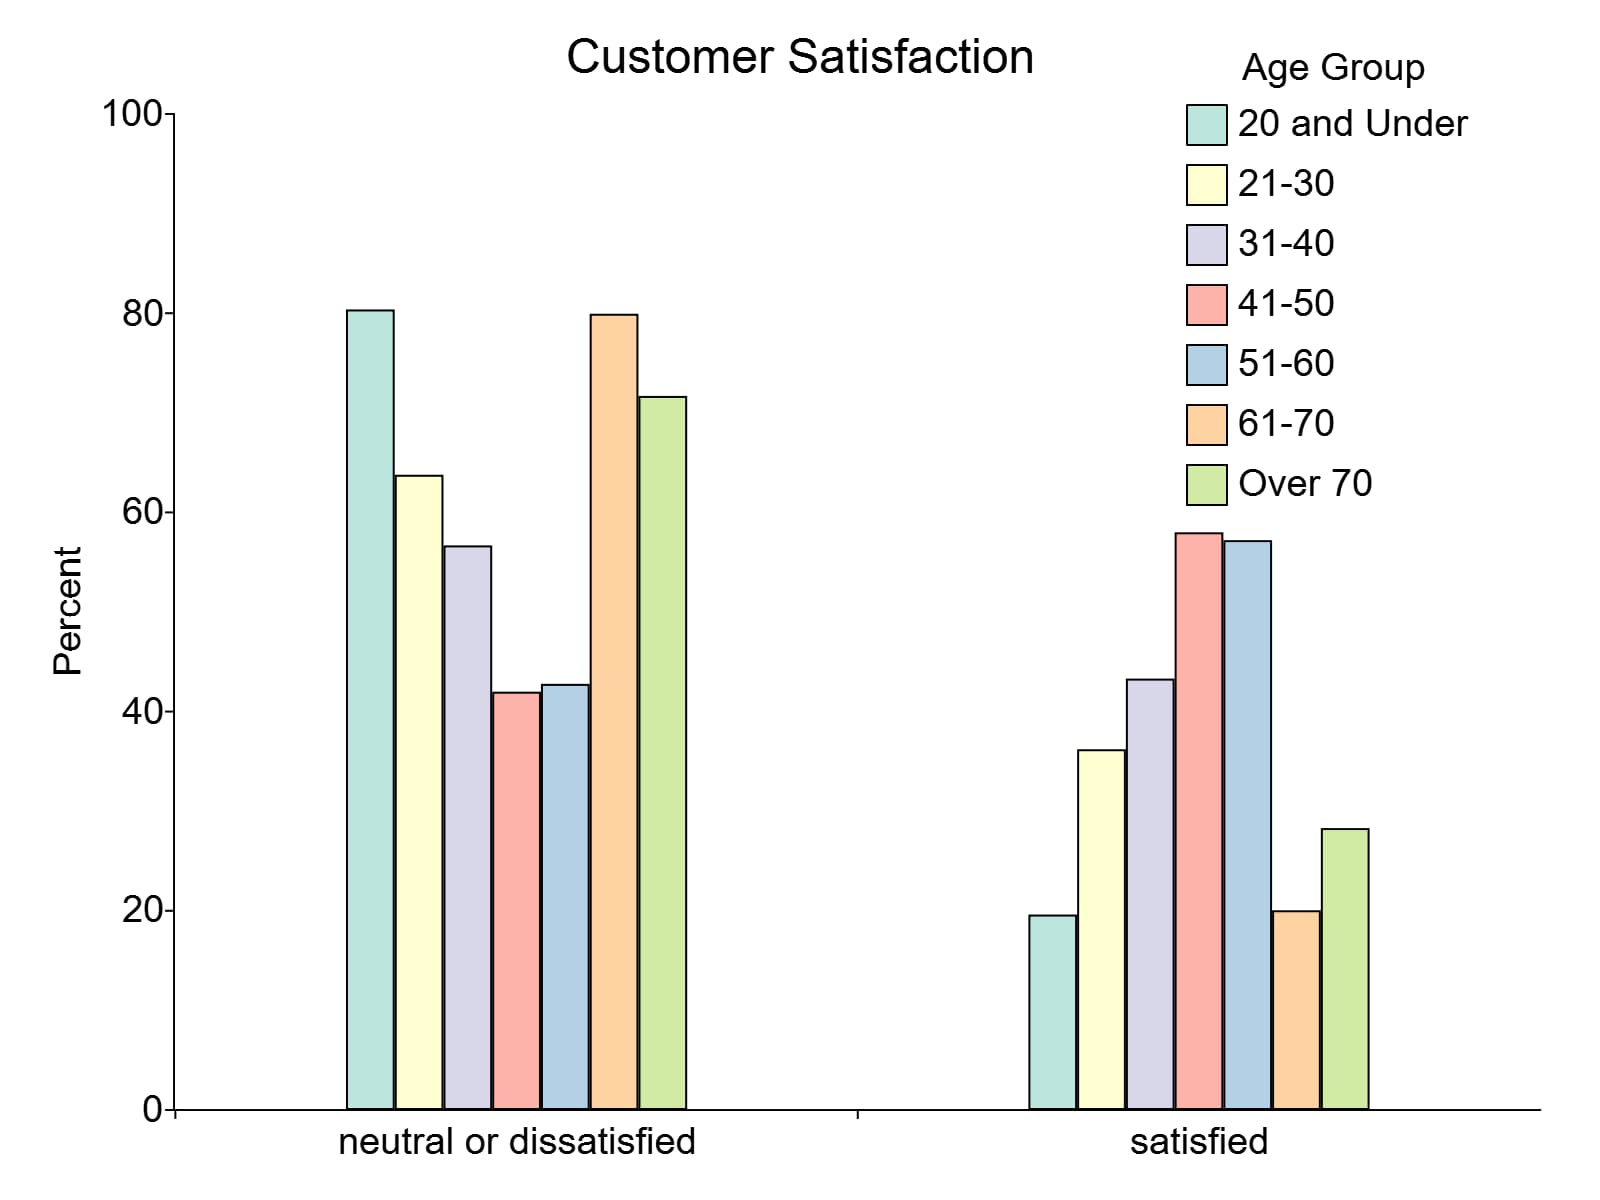 Customer Satisfaction
Age Group
20 and Under
21-30
31-40
41-50
51-60
61-70
Over 70
Percent
100
80
60
40
20
0
neutral or dissatisfied
satisfied